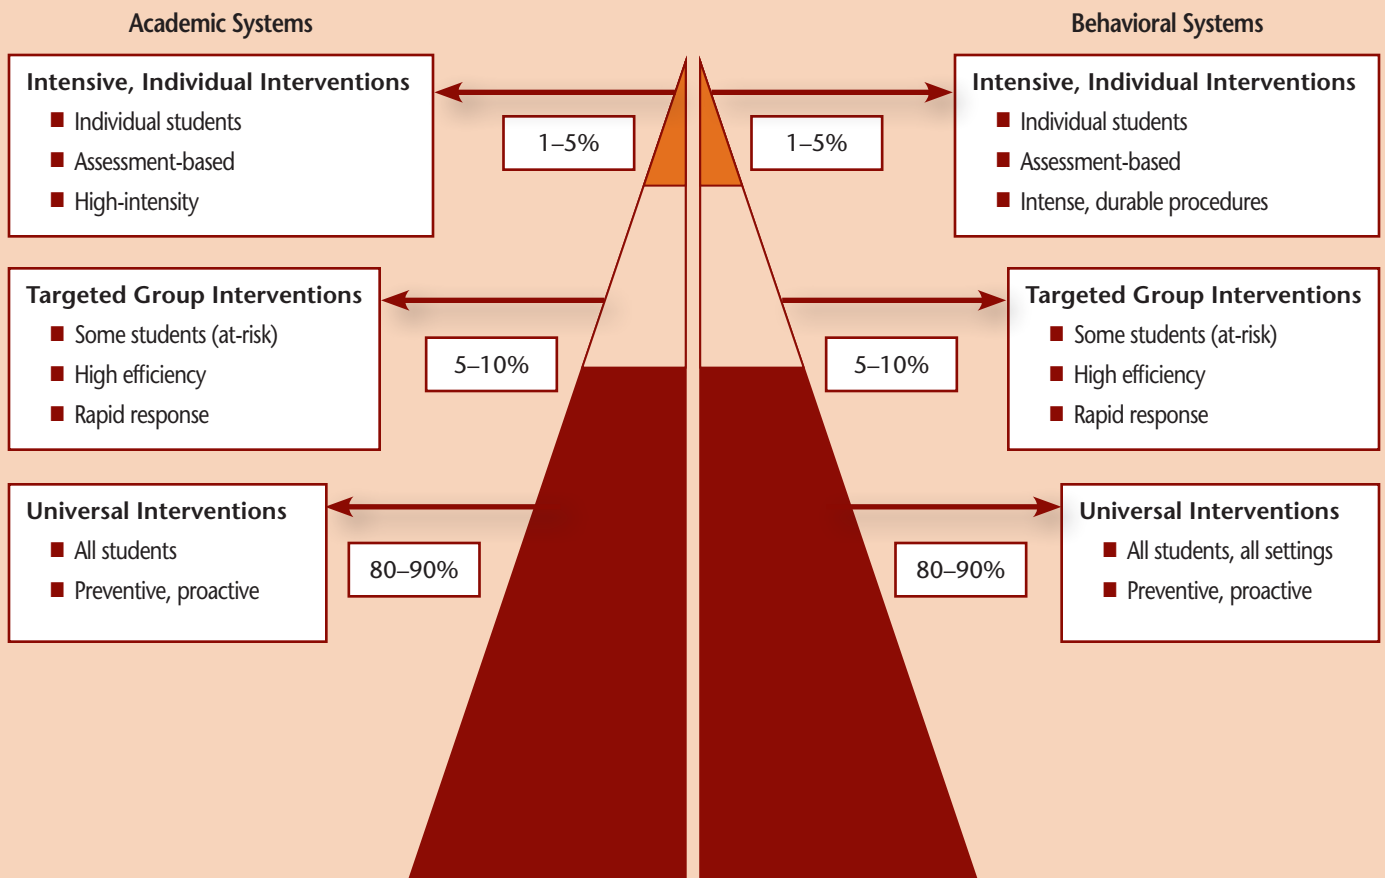 Academic Systems
Intensive, Individual Interventions
■ Individual students
■ Assessment-based
■ High-intensity
1–5%
Targeted Group Interventions
■ Some students (at-risk)
■ High efficiency
■ Rapid response
5–10%
Universal Interventions
■ All students
■ Preventive, proactive
80–90%
Behavioral Systems
Intensive, Individual Interventions
■ Individual students
■ Assessment-based
■ Intense, durable procedures
1–5%
Targeted Group Interventions
■ Some students (at-risk)
■ High efficiency
■ Rapid response
5–10%
Universal Interventions
■ All students, all settings
■ Preventive, proactive
80–90%